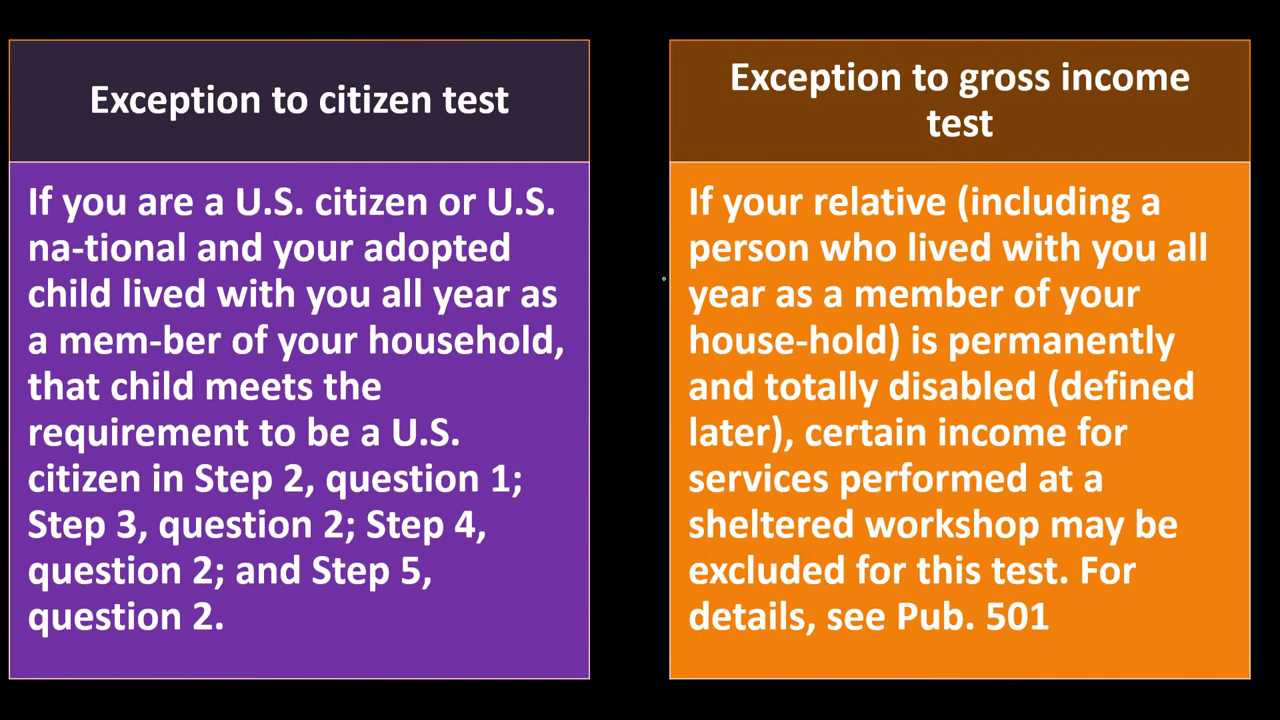 Exception to citizen test
If you are a U.S. citizen or U.S.
na-tional and your adopted
child lived with you all year as
a mem-ber of your household,
that child meets the
requirement to be a U.S.
citizen in Step 2, question 1;
Step 3, question 2; Step 4,
question 2; and Step 5,
question 2.
Exception to gross income
test
If your relative (including a
person who lived with you all
year as a member of your
house-hold) is permanently
and totally disabled (defined
later), certain income for
services performed at a
sheltered workshop may be
excluded for this test. For
details, see Pub. 501